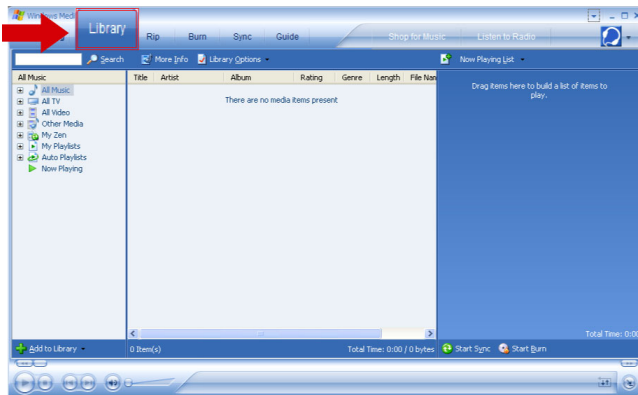 Windows Medi
Library
Rip Burn Sync Guide Shop for Music Listen to Radio
Search More Info Library Options Now Playing List
All Music Title Artist Album Rating Genre Length File Nan
All Music
All TV
All Video
Other Media
My Zen
My Playlists
Auto Playlists
Now Playing
There are no media items present
Drag items here to build a list of items to
play.
Total Time: 0:00
Add to Library 0 Item(s) Total Time: 0:00 / 0 bytes Start Sync Start Burn